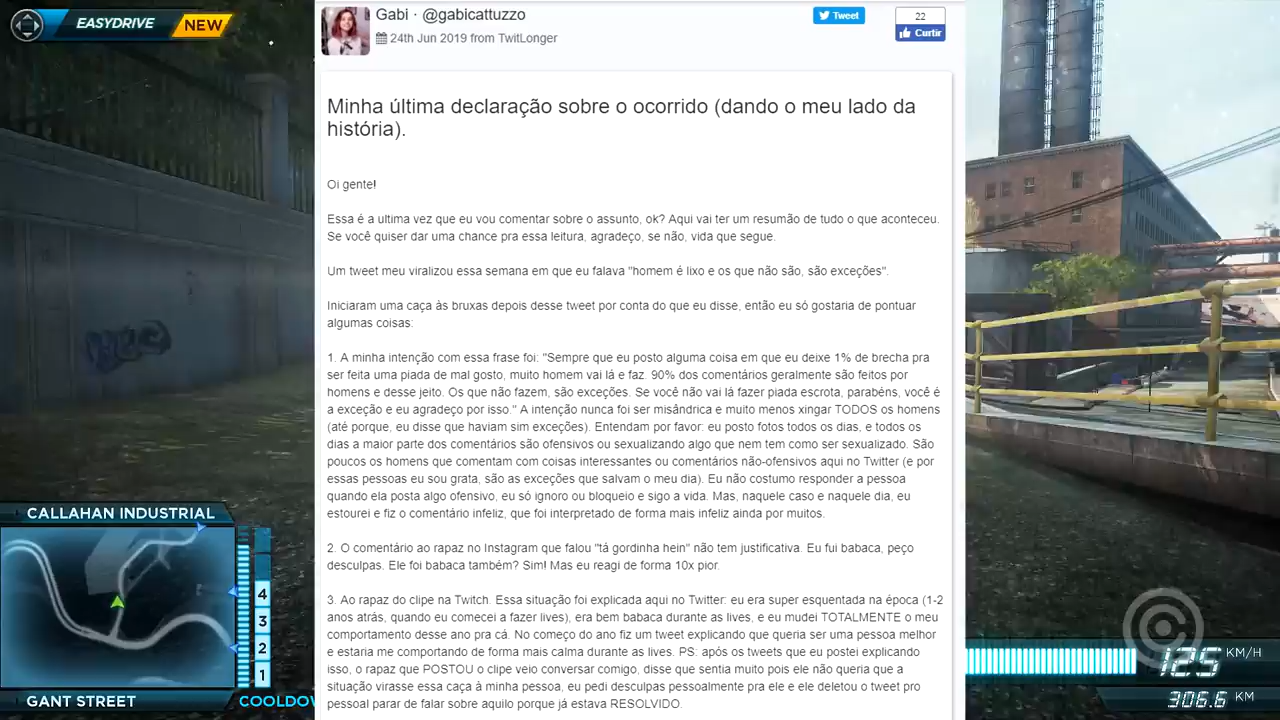 EASYDRIVE
NEW
Gabi · @gabicattuzzo
24th Jun 2019 from TwitLonger
Tweet
22
Curtir
Minha última declaração sobre o ocorrido (dando o meu lado da
história).
Oi gente!
Essa é a ultima vez que eu vou comentar sobre o assunto, ok? Aqui vai ter um resumão de tudo o que aconteceu.
Se você quiser dar uma chance pra essa leitura, agradeço, se não, vida que segue.
Um tweet meu viralizou essa semana em que eu falava "homem é lixo e os que não são, são exceções".
Iniciaram uma caça às bruxas depois desse tweet por conta do que eu disse, então eu só gostaria de pontuar
algumas coisas:
1. A minha intenção com essa frase foi: "Sempre que eu posto alguma coisa em que eu deixe 1% de brecha pra
ser feita uma piada de mal gosto, muito homem vai lá e faz. 90% dos comentários geralmente são feitos por
homens e desse jeito. Os que não fazem, são exceções. Se você não vai lá fazer piada escrota, parabéns, você é
a exceção e eu agradeço por isso." A intenção nunca foi ser misândrica e muito menos xingar TODOS os homens
(até porque, eu disse que haviam sim exceções). Entendam por favor: eu posto fotos todos os dias, e todos os
dias a maior parte dos comentários são ofensivos ou sexualizando algo que nem tem como ser sexualizado. São
poucos os homens que comentam com coisas interessantes ou comentários não-ofensivos aqui no Twitter (e por
essas pessoas eu sou grata, são as exceções que salvam o meu dia). Eu não costumo responder a pessoa
quando ela posta algo ofensivo, eu só ignoro ou bloqueio e sigo a vida. Mas, naquele caso e naquele dia, eu
estourei e fiz o comentário infeliz, que foi interpretado de forma mais infeliz ainda por muitos.
2. O comentário ao rapaz no Instagram que falou "tá gordinha hein" não tem justificativa. Eu fui babaca, peço
desculpas. Ele foi babaca também? Sim! Mas eu reagi de forma 10x pior.
3. Ao rapaz do clipe na Twitch. Essa situação foi explicada aqui no Twitter: eu era super esquentada na época (1-2
anos atrás, quando eu comecei a fazer lives), era bem babaca durante as lives, e eu mudei TOTALMENTE o meu
comportamento desse ano pra cá. No começo do ano fiz um tweet explicando que queria ser uma pessoa melhor
e estaria me comportando de forma mais calma durante as lives. PS: após os tweets que eu postei explicando
isso, o rapaz que POSTOU o clipe veio conversar comigo, disse que sentia muito pois ele não queria que a
situação virasse essa caça à minha pessoa, eu pedi desculpas pessoalmente pra ele e ele deletou o tweet pro
pessoal parar de falar sobre aquilo porque já estava RESOLVIDO.
CALLAHAN INDUSTRIAL
4
3
2
1
GANT STREET
COOLDOW
125 KM/H
306.6 KM